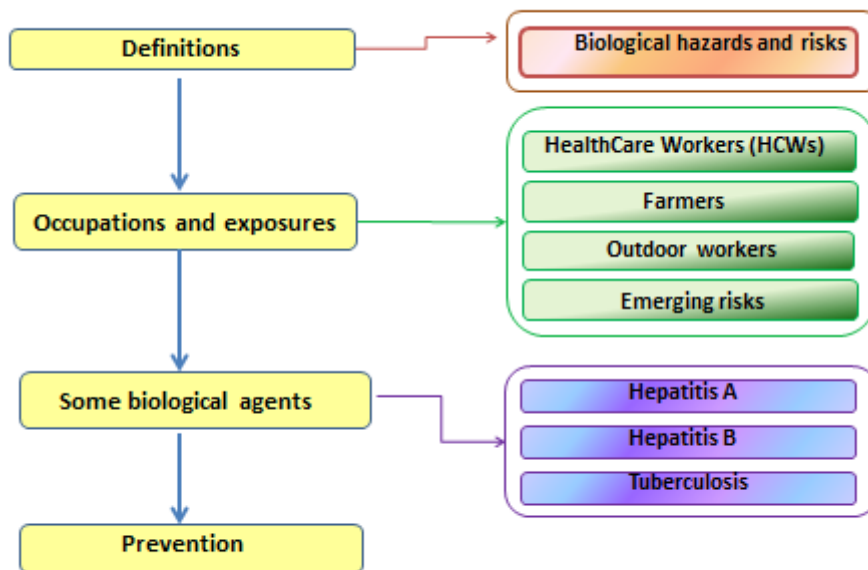 Definitions
Biological hazards and risks
HealthCare Workers (HCWs)
Occupations and exposures
Farmers
Outdoor workers
Emerging risks
Some biological agents
Hepatitis A
Hepatitis B
Tuberculosis
Prevention